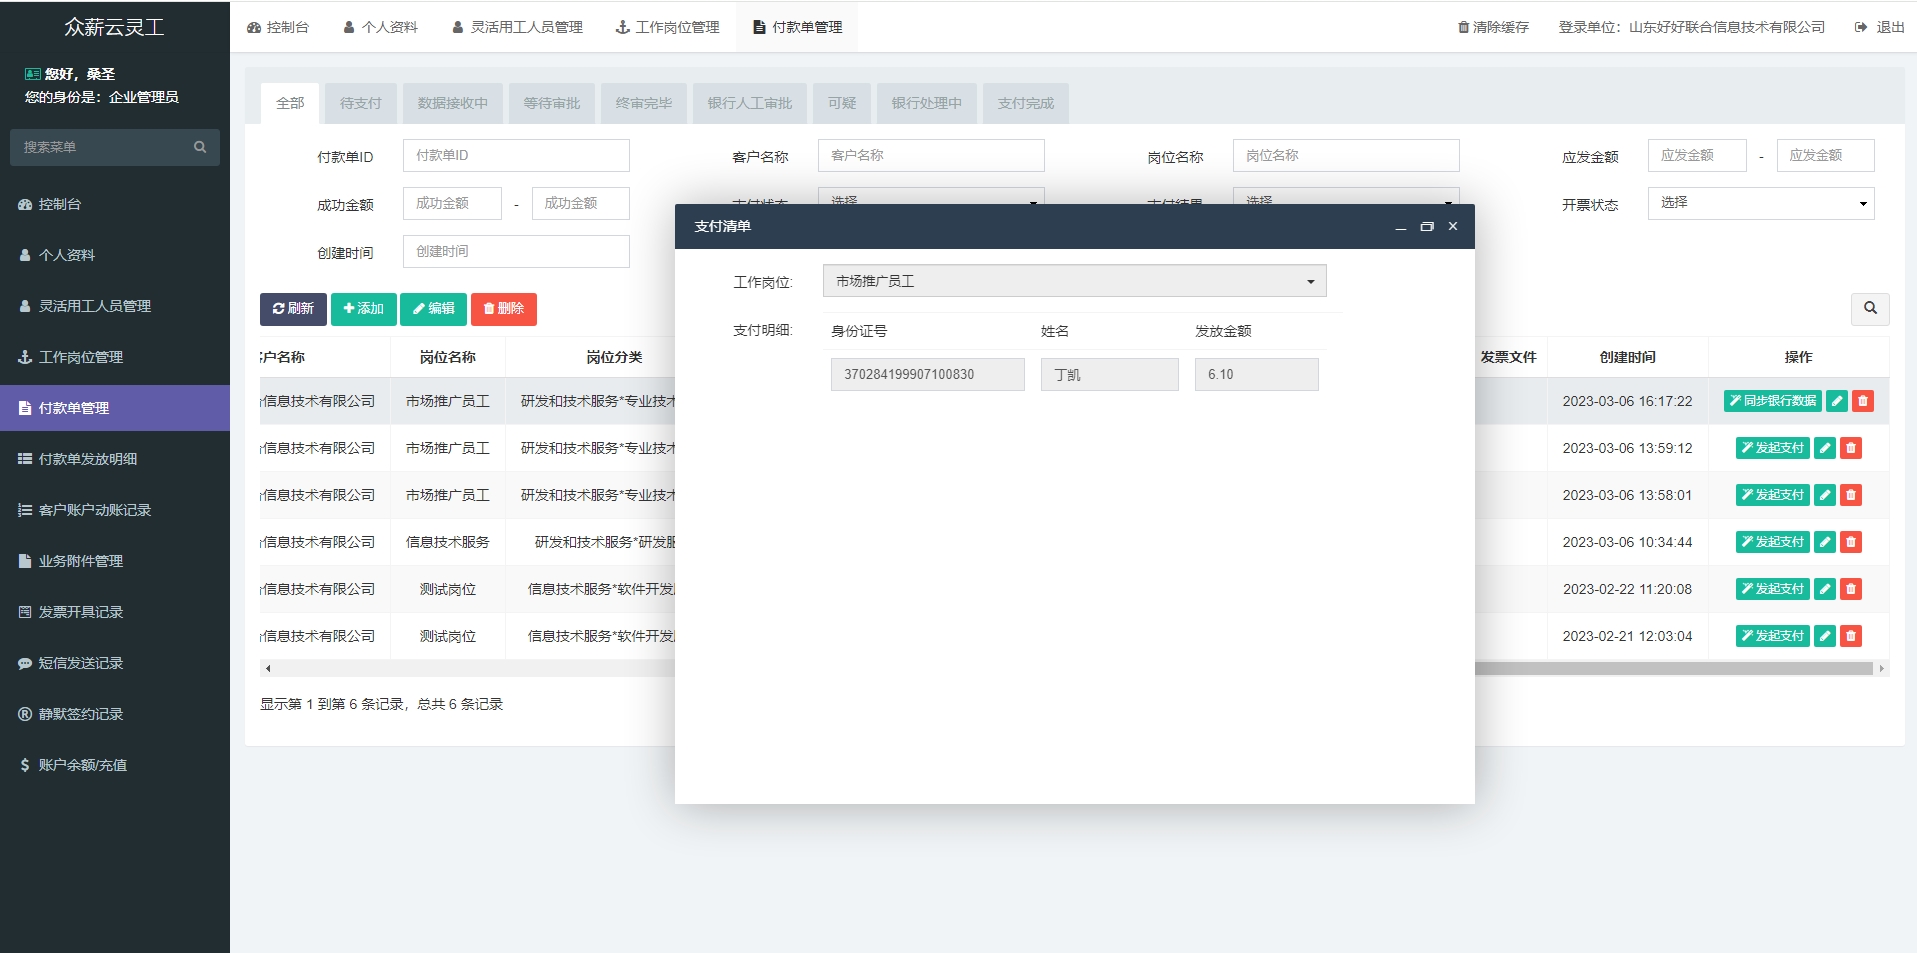 众薪云灵工
控制台 个人资料 灵活用工人员管理 工作岗位管理 付款单管理 清除缓存 登录单位：山东好好联合信息技术有限公司 退出
您好，桑圣
您的身份是：企业管理员
搜索菜单
控制台
个人资料
灵活用工人员管理
工作岗位管理
付款单管理
付款单发放明细
客户账户动账记录
业务附件管理
发票开具记录
短信发送记录
静默签约记录
账户余额/充值
全部 待支付 数据接收中 等待审批 终审完毕 银行人工审批 可疑 银行处理中 支付完成
付款单ID 付款单ID 客户名称 客户名称 岗位名称 岗位名称 应发金额 应发金额 - 应发金额
成功金额 成功金额 - 成功金额 支付状态 选择 支付结果 选择 开票状态 选择
创建时间 创建时间
刷新 添加 编辑 删除
客户名称 岗位名称 岗位分类 发票文件 创建时间 操作
信息技术有限公司 市场推广员工 研发和技术服务*专业技术 2023-03-06 16:17:22 同步银行数据
信息技术有限公司 市场推广员工 研发和技术服务*专业技术 2023-03-06 13:59:12 发起支付
信息技术有限公司 市场推广员工 研发和技术服务*专业技术 2023-03-06 13:58:01 发起支付
信息技术有限公司 信息技术服务 研发和技术服务*研发服 2023-03-06 10:34:44 发起支付
信息技术有限公司 测试岗位 信息技术服务*软件开发 2023-02-22 11:20:08 发起支付
信息技术有限公司 测试岗位 信息技术服务*软件开发 2023-02-21 12:03:04 发起支付
显示第 1 到第 6 条记录，总共 6 条记录
支付清单
工作岗位: 市场推广员工
支付明细: 身份证号 姓名 发放金额
370284199907100830 丁凯 6.10